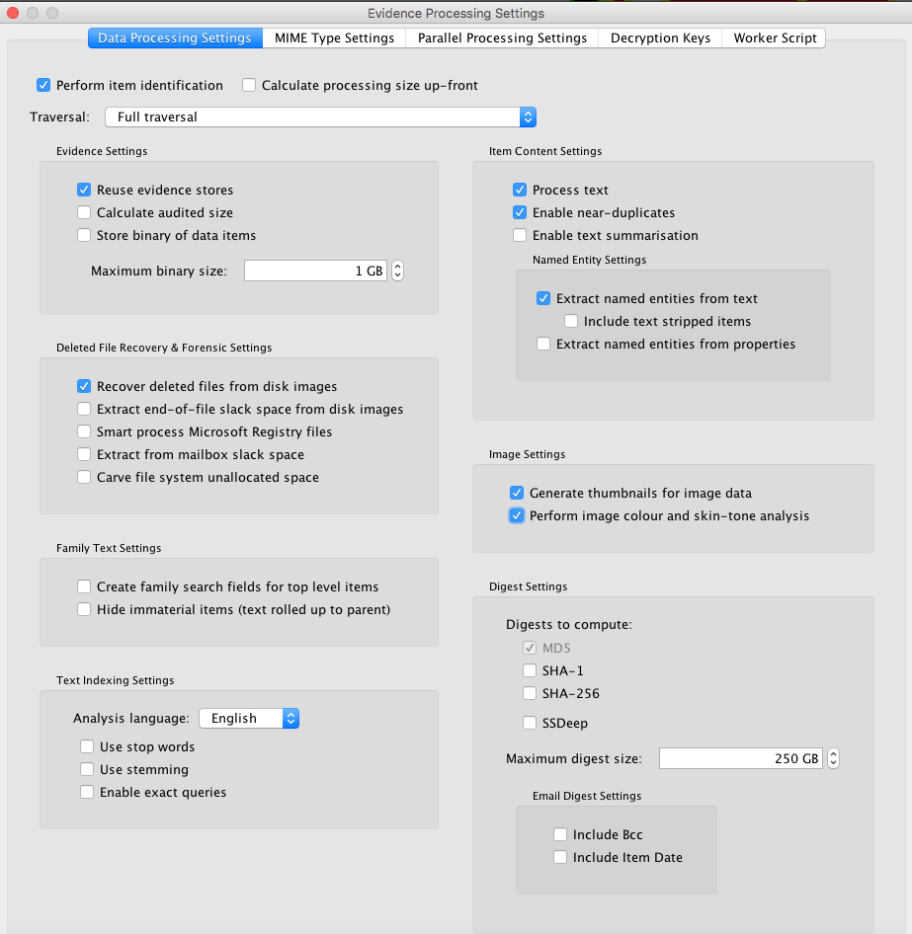 Evidence Processing Settings
Data Processing Settings MIME Type Settings Parallel Processing Settings Decryption Keys Worker Script
Perform item identification Calculate processing size up-front
Traversal: Full traversal
Evidence Settings
Reuse evidence stores
Calculate audited size
Store binary of data items
Maximum binary size: 1 GB
Deleted File Recovery & Forensic Settings
Recover deleted files from disk images
Extract end-of-file slack space from disk images
Smart process Microsoft Registry files
Extract from mailbox slack space
Carve file system unallocated space
Family Text Settings
Create family search fields for top level items
Hide immaterial items (text rolled up to parent)
Text Indexing Settings
Analysis language: English
Use stop words
Use stemming
Enable exact queries
Item Content Settings
Process text
Enable near-duplicates
Enable text summarisation
Named Entity Settings
Extract named entities from text
Include text stripped items
Extract named entities from properties
Image Settings
Generate thumbnails for image data
Perform image colour and skin-tone analysis
Digest Settings
Digests to compute:
MD5
SHA-1
SHA-256
SSDeep
Maximum digest size: 250 GB
Email Digest Settings
Include Bcc
Include Item Date